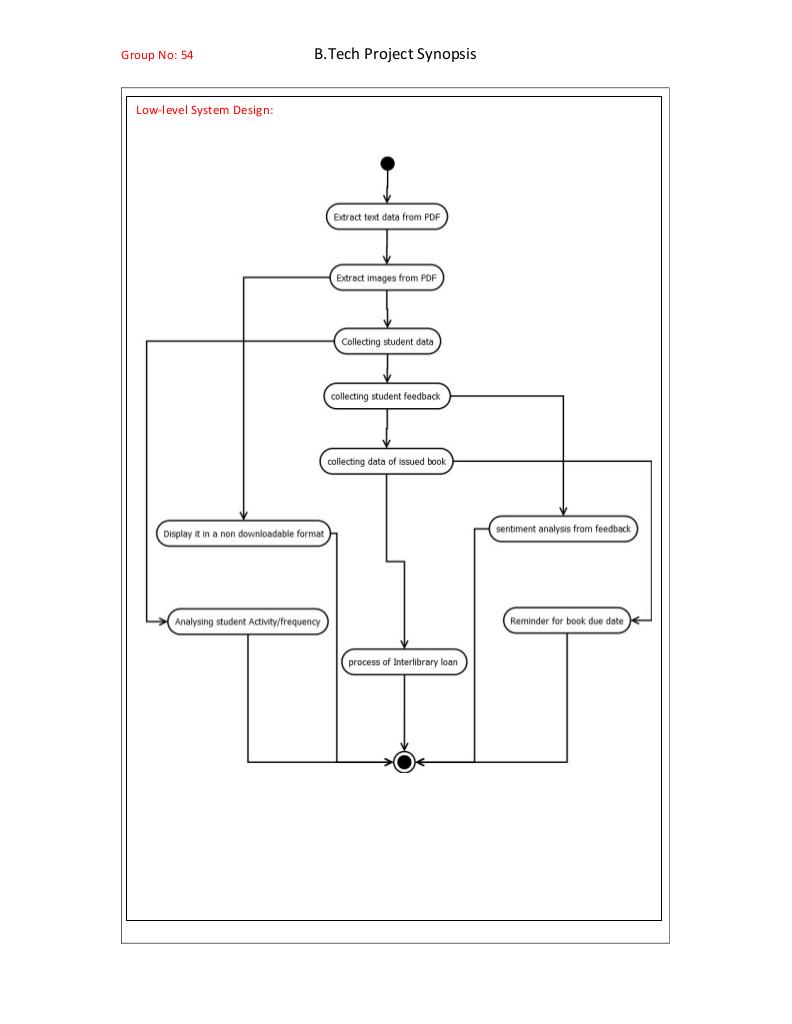 Group No: 54
B.Tech Project Synopsis
Low-level System Design:
Extract text data from PDF
Extract images from PDF
Collecting student data
collecting student feedback
collecting data of issued book
Display it in a non downloadable format
sentiment analysis from feedback
Analysing student Activity/frequency
Reminder for book due date
process of Interlibrary loan